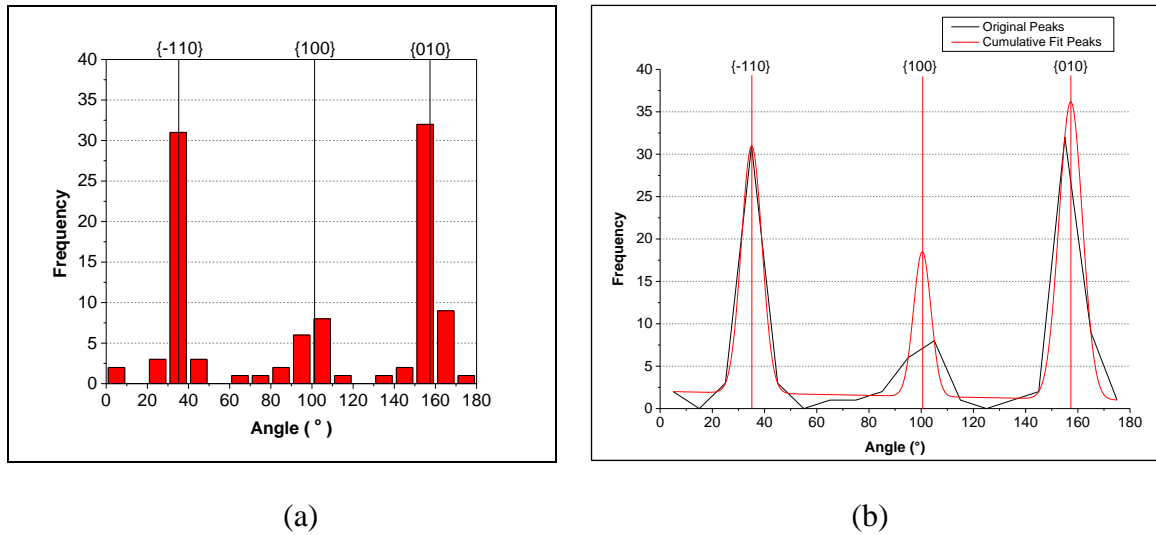 {-110} {100} {010}
40
35
30
25
20
15
10
5
0
Frequency
0 20 40 60 80 100 120 140 160 180
Angle ( ° )
(a)
Original Peaks
Cumulative Fit Peaks
{-110} {100} {010}
40
35
30
25
20
15
10
5
0
Frequency
0 20 40 60 80 100 120 140 160 180
Angle (°)
(b)